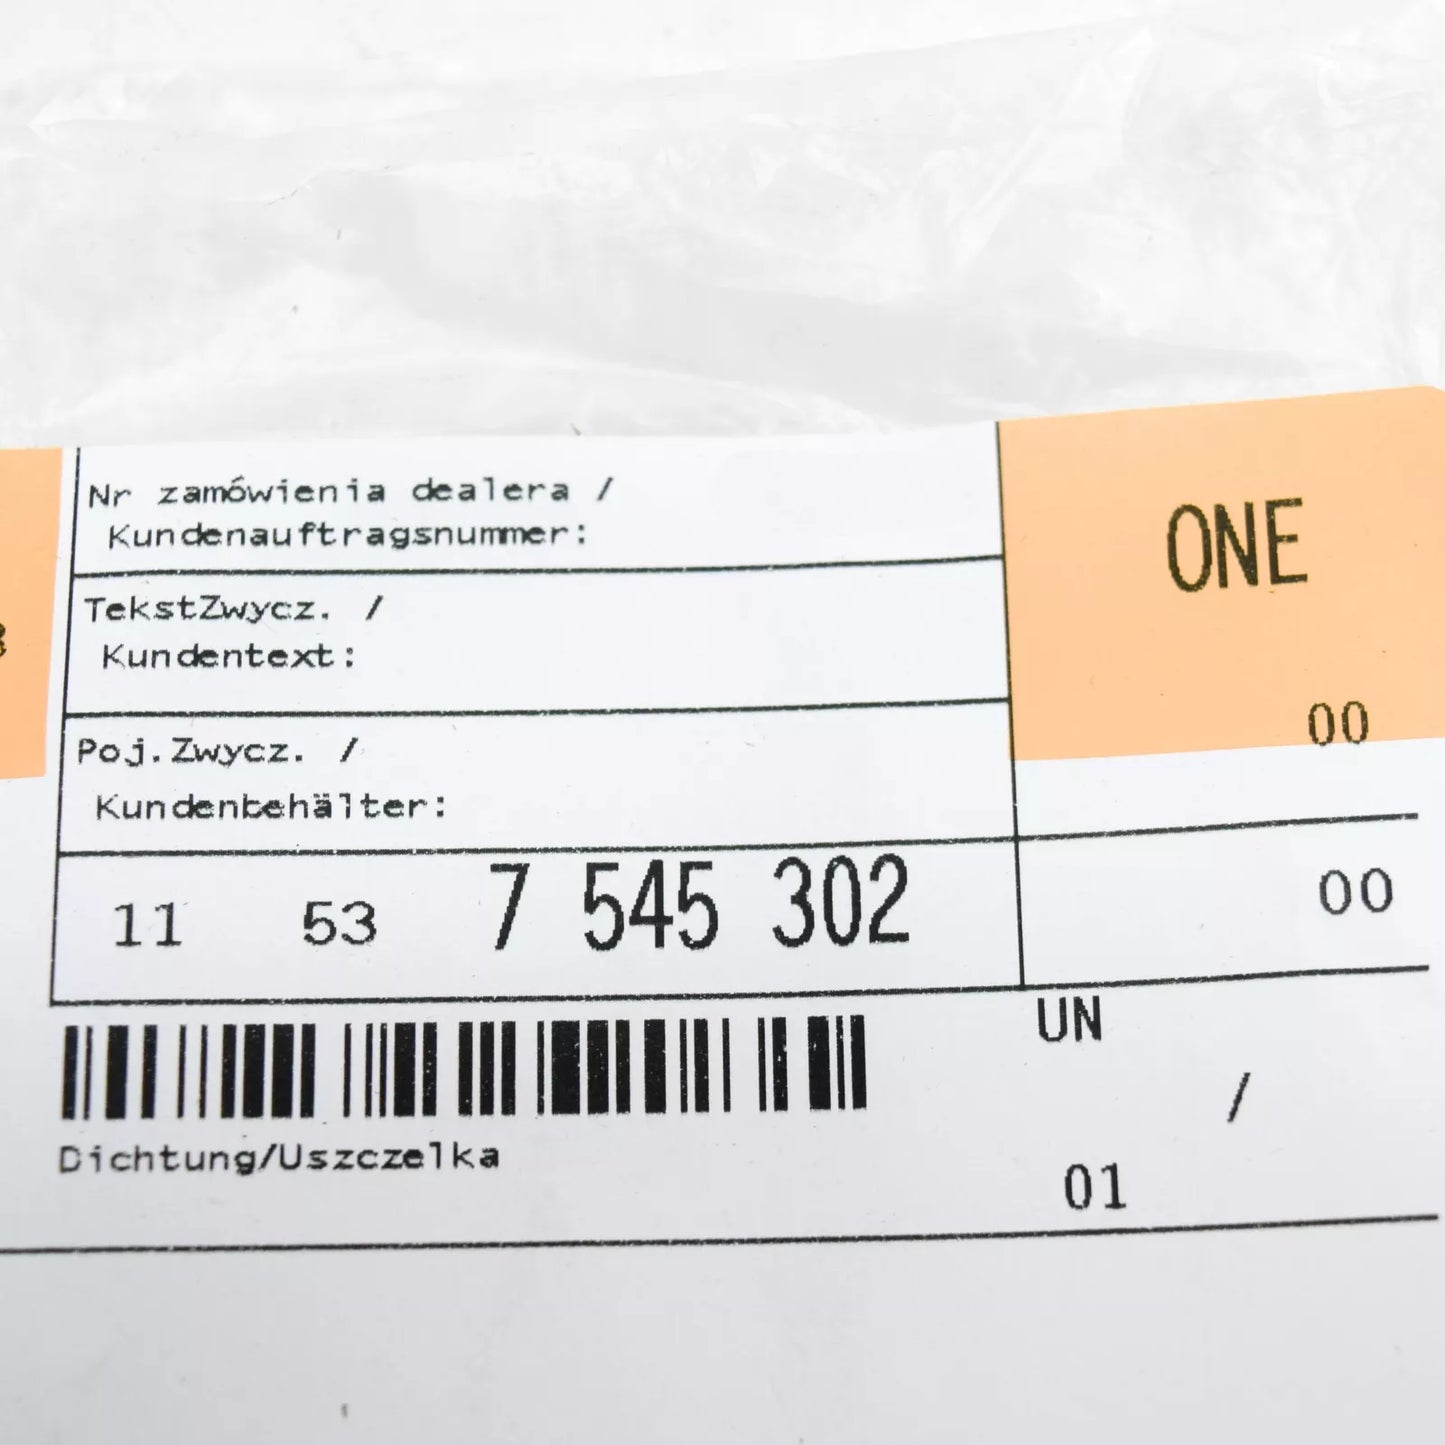 Nr zamówienia dealera /
Kundenauftragsnummer:
ONE
TekstZwycz. /
Kundentext:
00
Poj.Zwycz. /
Kundenbehälter:
11 53 7 545 302
00
UN
/
Dichtung/Uszczelka
01